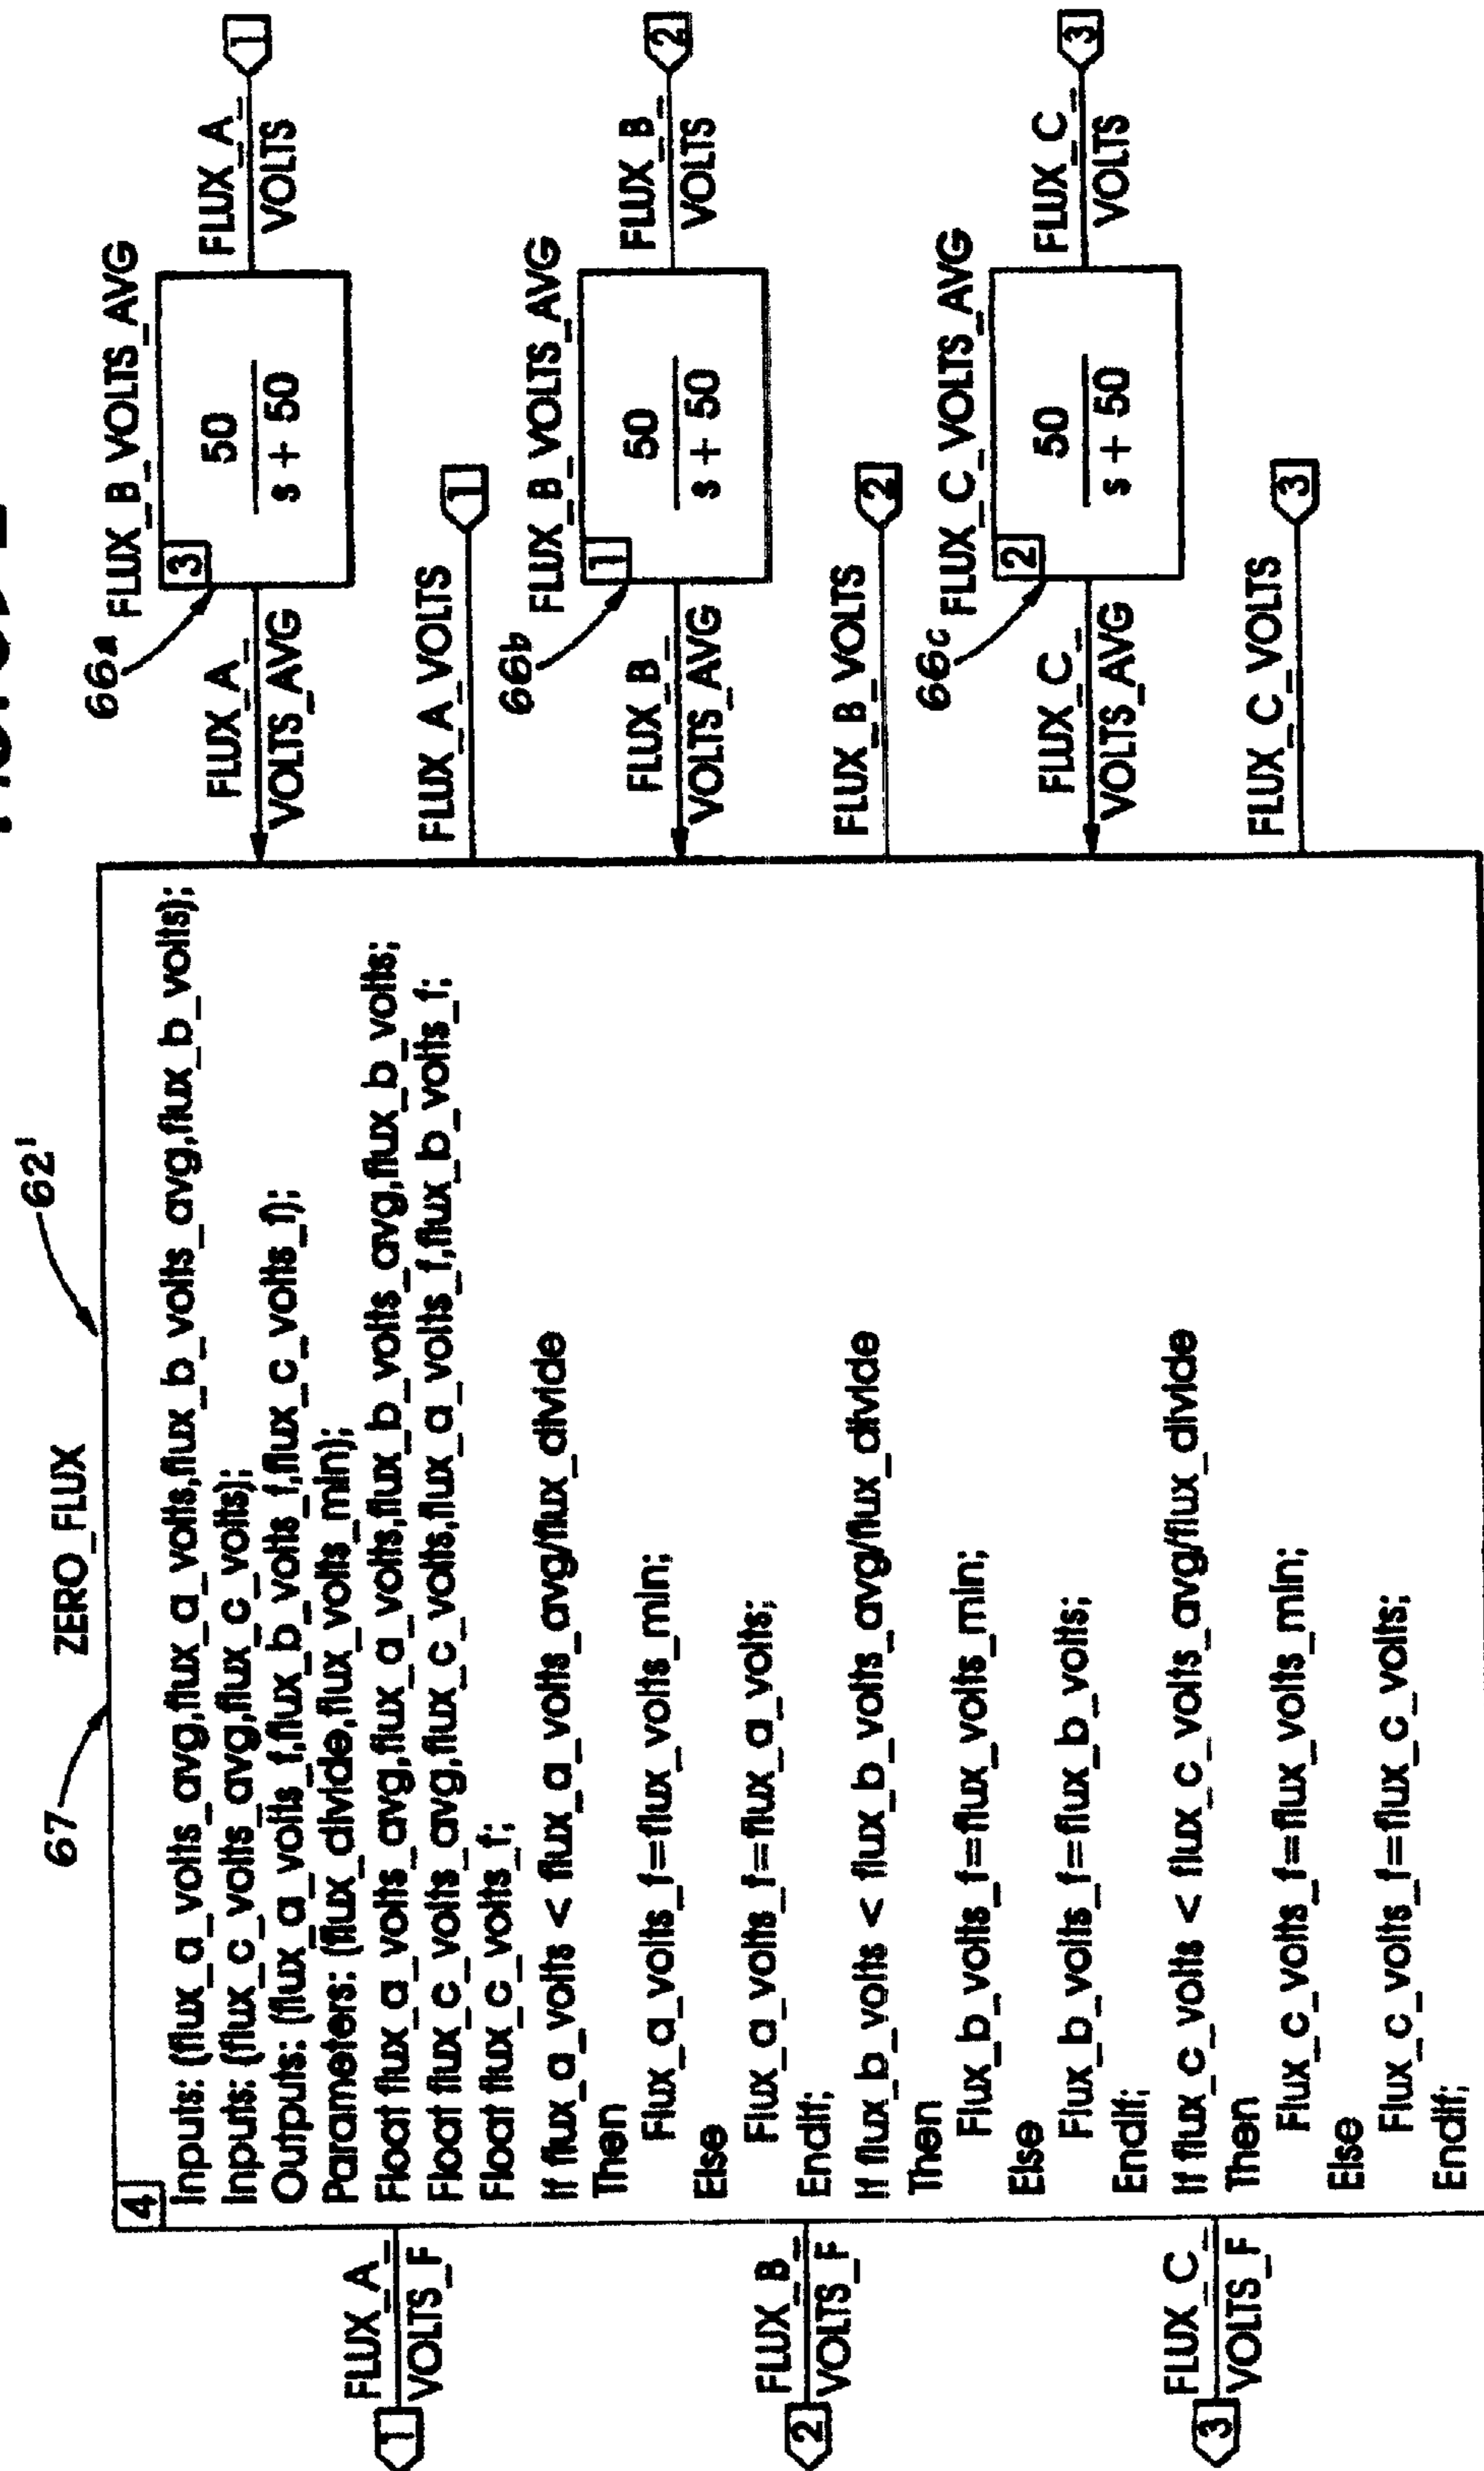 62'
67
ZERO_FLUX
4
Inputs: (flux_a_volts_avg,flux_a_volts,flux_b_volts_avg,flux_b_volts);
Inputs: (flux_c_volts_avg,flux_c_volts);
Outputs: (flux_a_volts_f,flux_b_volts_f,flux_c_volts_f);
Parameters: (flux_divide,flux_volts_min);
Float flux_a_volts_avg,flux_a_volts,flux_b_volts_avg,flux_b_volts;
Float flux_c_volts_avg,flux_c_volts,flux_a_volts_f,flux_b_volts_f;
Float flux_c_volts_f;
If flux_a_volts < flux_a_volts_avg/flux_divide
Then
Flux_a_volts_f=flux_volts_min;
Else
Flux_a_volts_f=flux_a_volts;
Endif;
If flux_b_volts < flux_b_volts_avg/flux_divide
Then
Flux_b_volts_f=flux_volts_min;
Else
Flux_b_volts_f=flux_b_volts;
Endif;
If flux_c_volts < flux_c_volts_avg/flux_divide
Then
Flux_c_volts_f=flux_volts_min;
Else
Flux_c_volts_f=flux_c_volts;
Endif;
1
FLUX_A_
VOLTS_F
2
FLUX_B_
VOLTS_F
3
FLUX_C_
VOLTS_F
66a
FLUX_B_VOLTS_AVG
3
50
s + 50
FLUX_A_
VOLTS_AVG
FLUX_A_
VOLTS
1
FLUX_A_VOLTS
1
66b
FLUX_B_VOLTS_AVG
1
50
s + 50
FLUX_B_
VOLTS_AVG
FLUX_B_
VOLTS
2
FLUX_B_VOLTS
2
66c
FLUX_C_VOLTS_AVG
2
50
s + 50
FLUX_C_
VOLTS_AVG
FLUX_C_
VOLTS
3
FLUX_C_VOLTS
3